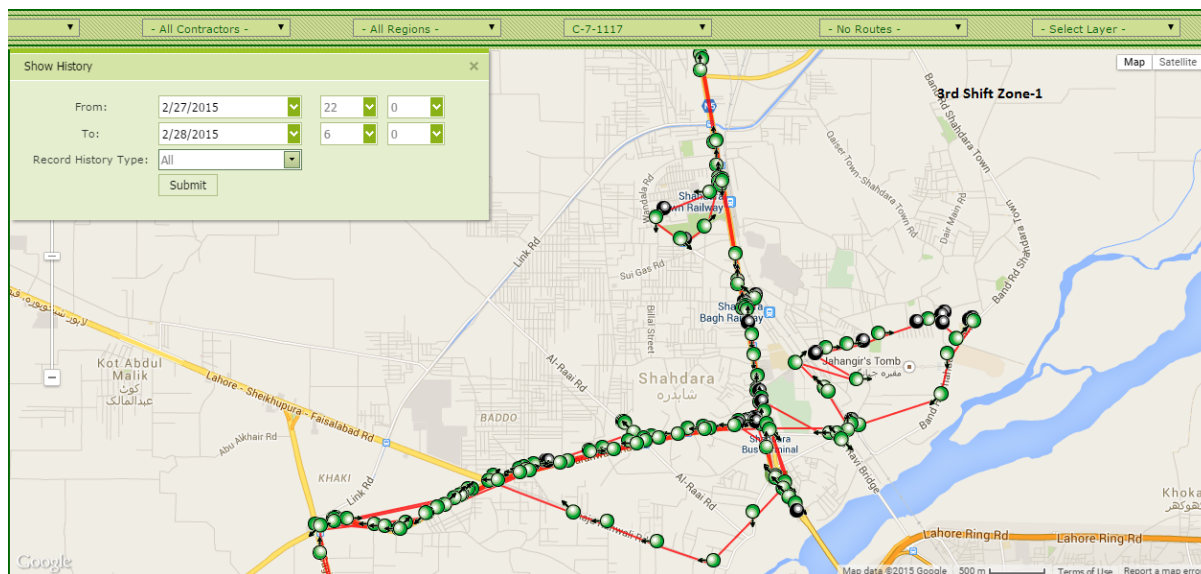 - All Contractors -
- All Regions -
C-7-1117
- No Routes -
- Select Layer -
Show History
×
From:
2/27/2015
22
0
To:
2/28/2015
6
0
Record History Type:
All
Submit
Map
Satellite
3rd Shift Zone-1
Band Rd Shahdara Town
Qaiser Town-Shahdara Town Rd
Dair Main Rd
Wandala Rd
Link Rd
Sui Gas Rd
Billal Street
Bagh Railway
Band Rd Shahdara Town
Jahangir's Tomb
Kot Abdul
Malik
کوٹ
عبدالمالک
Lahore - Sheikhupura - Faisalabad Rd
Al-Raai Rd
Shahdara
شاہدرہ
BADDO
Abu Alkhair Rd
KHAKI
Link Rd
Al-Raai Rd
Ravi Bridge
Khoka
Lahore Ring Rd
Lahore Ring Rd
Google
Map data ©2015 Google
500 m
Terms of Use
Report a map error